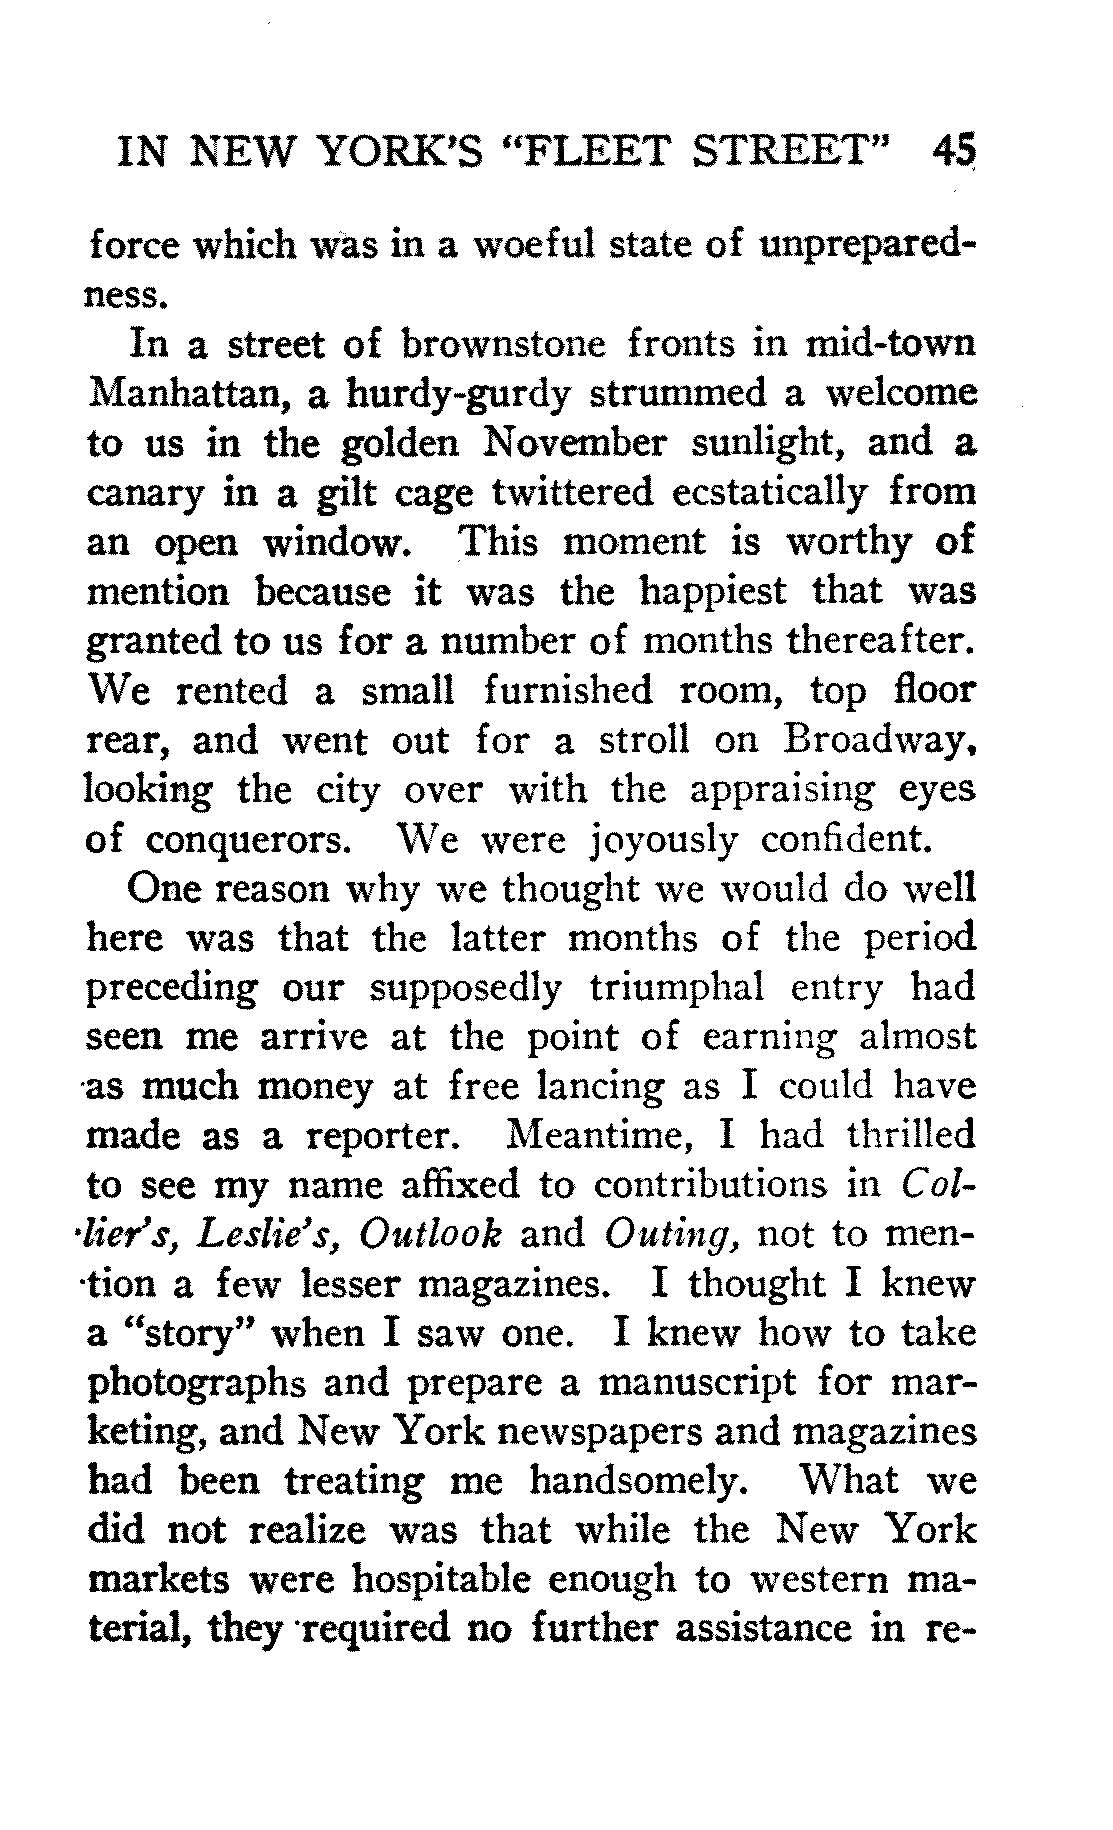 IN NEW YORK'S "FLEET STREET" 45
force which was in a woeful state of unprepared-
ness.
In a street of brownstone fronts in mid-town
Manhattan, a hurdy-gurdy strummed a welcome
to us in the golden November sunlight, and a
canary in a gilt cage twittered ecstatically from
an open window. This moment is worthy of
mention because it was the happiest that was
granted to us for a number of months thereafter.
We rented a small furnished room, top floor
rear, and went out for a stroll on Broadway,
looking the city over with the appraising eyes
of conquerors. We were joyously confident.
One reason why we thought we would do well
here was that the latter months of the period
preceding our supposedly triumphal entry had
seen me arrive at the point of earning almost
as much money at free lancing as I could have
made as a reporter. Meantime, I had thrilled
to see my name affixed to contributions in Col-
lier's, Leslie's, Outlook and Outing, not to men-
tion a few lesser magazines. I thought I knew
a "story" when I saw one. I knew how to take
photographs and prepare a manuscript for mar-
keting, and New York newspapers and magazines
had been treating me handsomely. What we
did not realize was that while the New York
markets were hospitable enough to western ma-
terial, they required no further assistance in re-